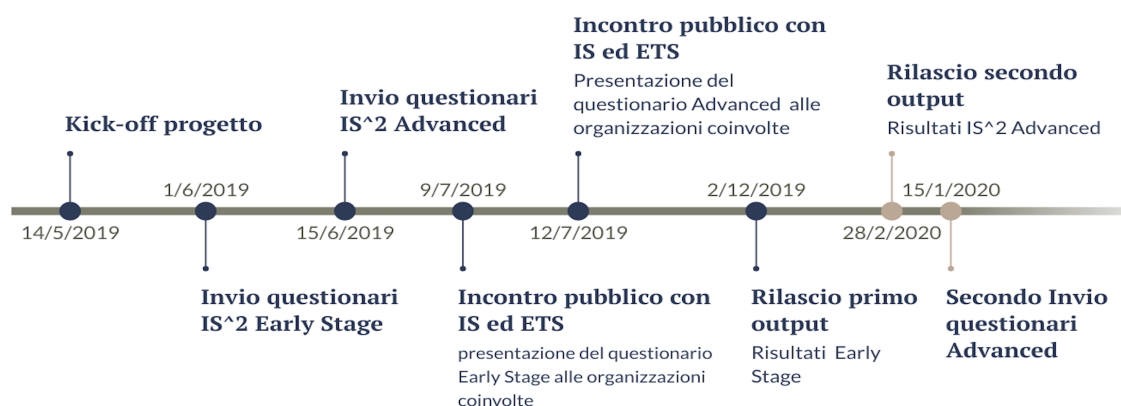 Kick-off progetto
14/5/2019
1/6/2019
Invio questionari
IS^2 Early Stage
Invio questionari
IS^2 Advanced
15/6/2019
9/7/2019
Incontro pubblico con
IS ed ETS
presentazione del questionario
Early Stage alle organizzazioni
coinvolte
Incontro pubblico con
IS ed ETS
Presentazione del
questionario Advanced alle
organizzazioni coinvolte
12/7/2019
2/12/2019
Rilascio primo
output
Risultati Early
Stage
Rilascio secondo
output
Risultati IS^2 Advanced
28/2/2020
15/1/2020
Secondo Invio
questionari
Advanced